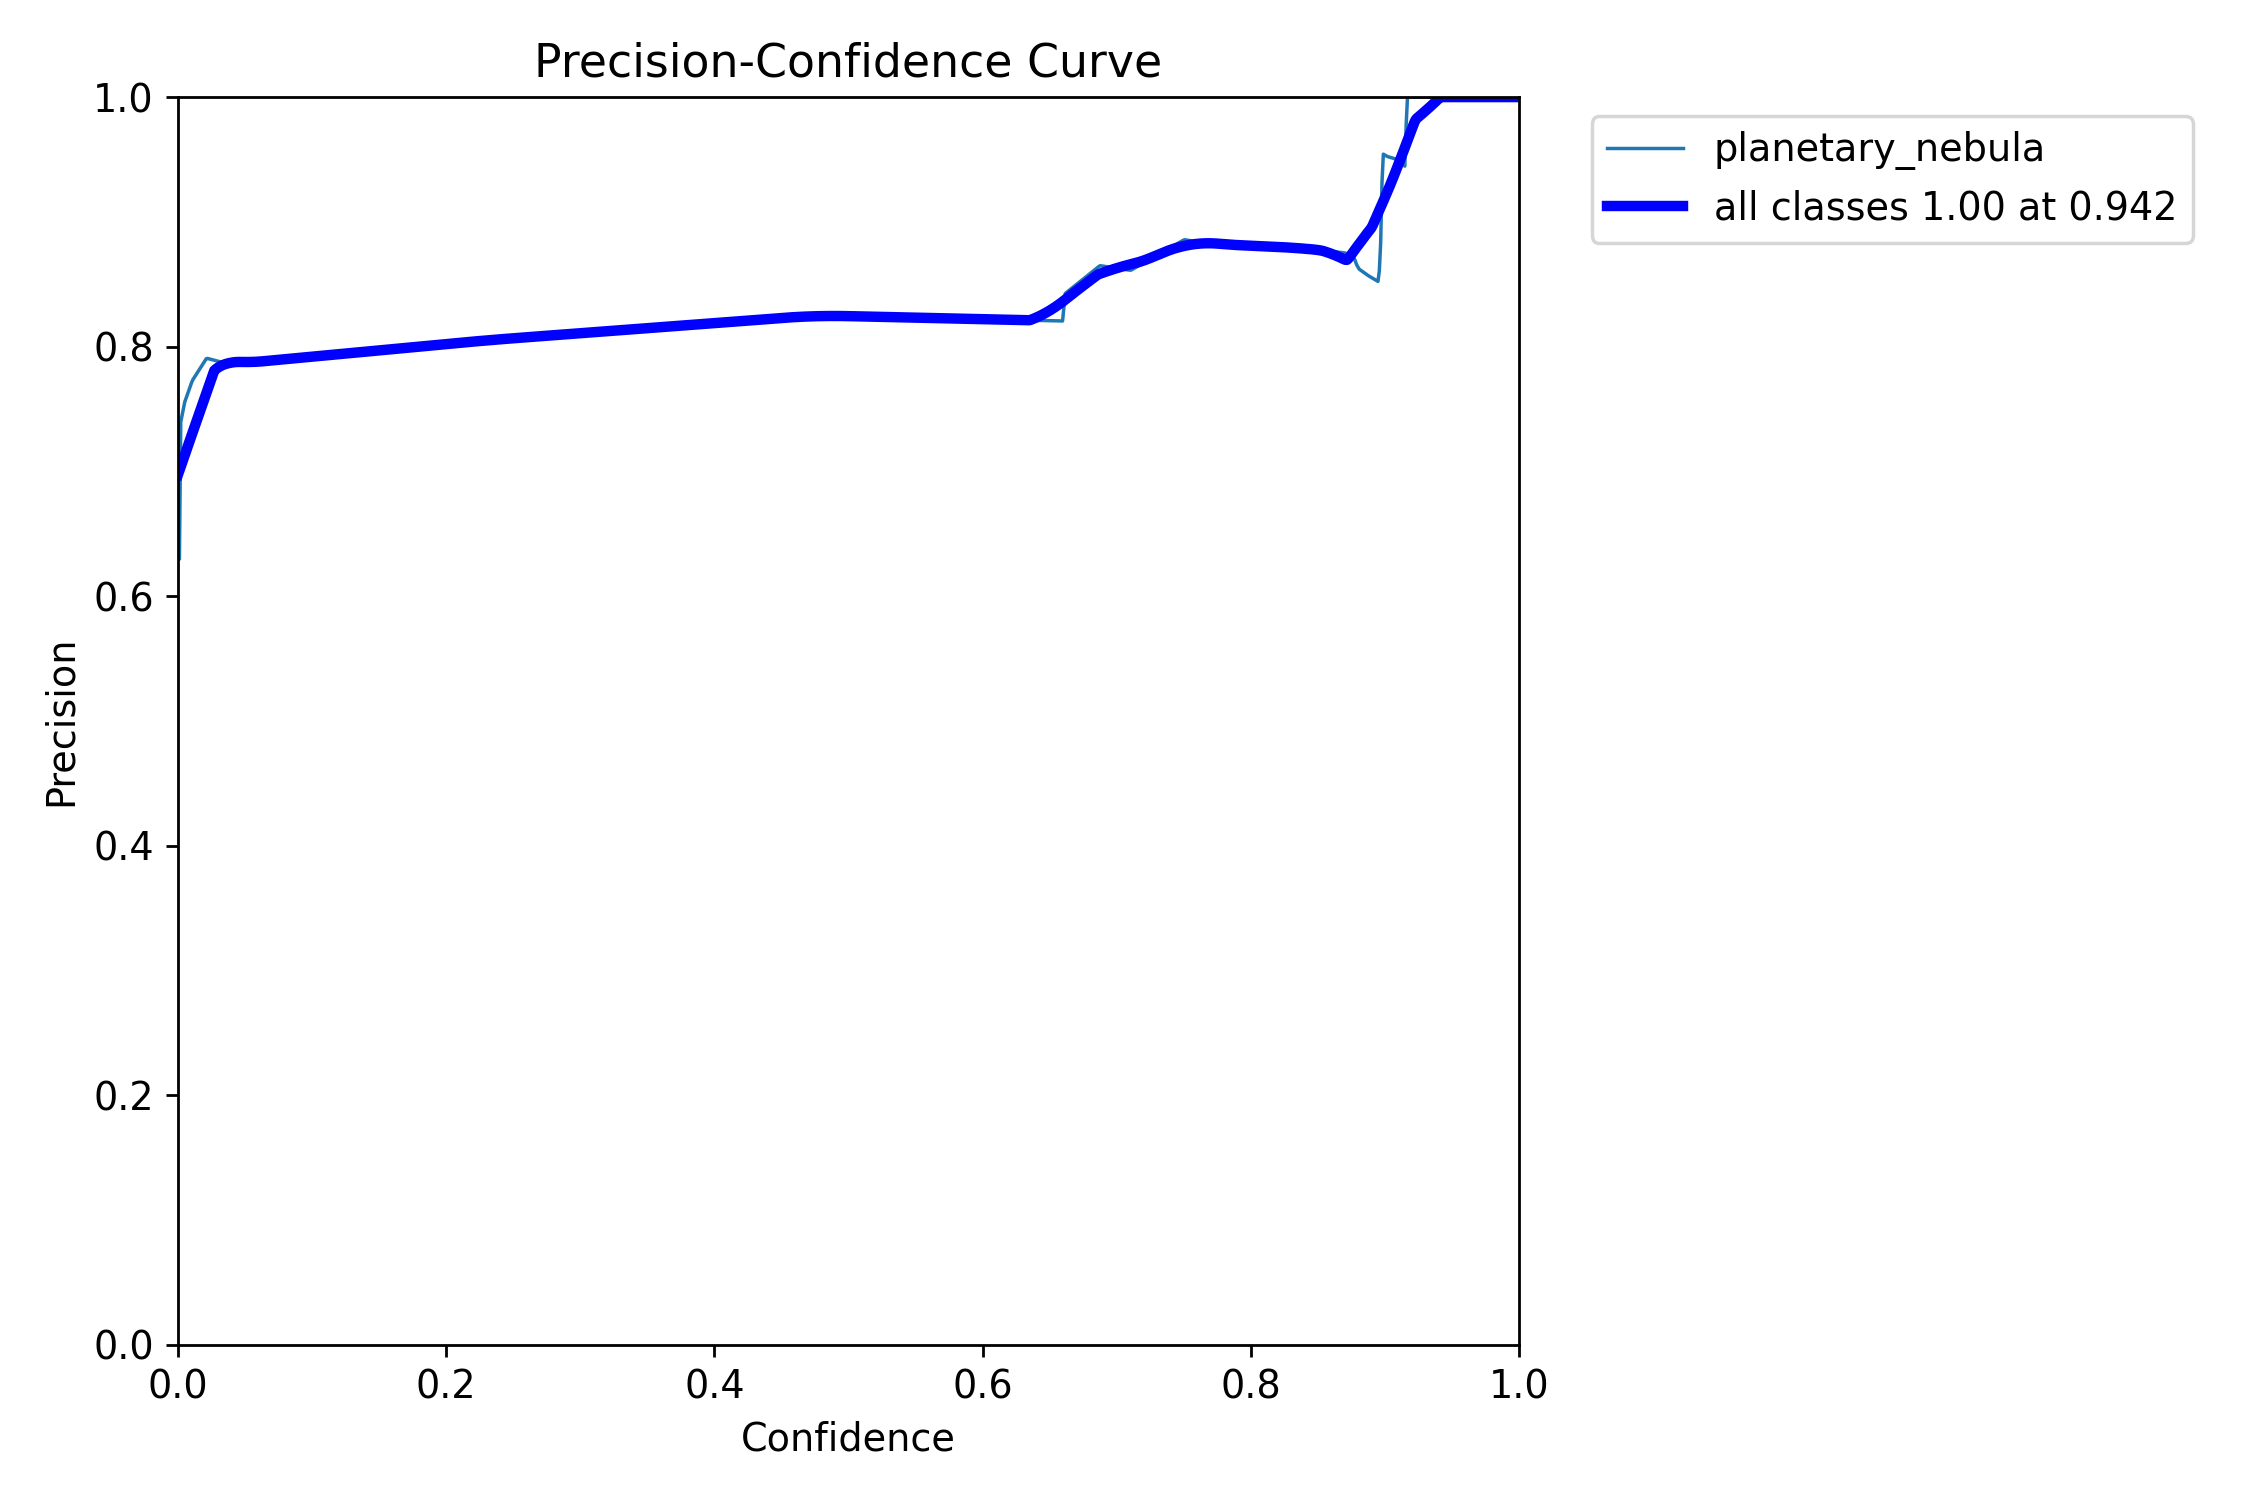 Precision-Confidence Curve
1.0
0.8
0.6
0.4
0.2
0.0
Precision
0.0 0.2 0.4 0.6 0.8 1.0
Confidence
planetary_nebula
all classes 1.00 at 0.942